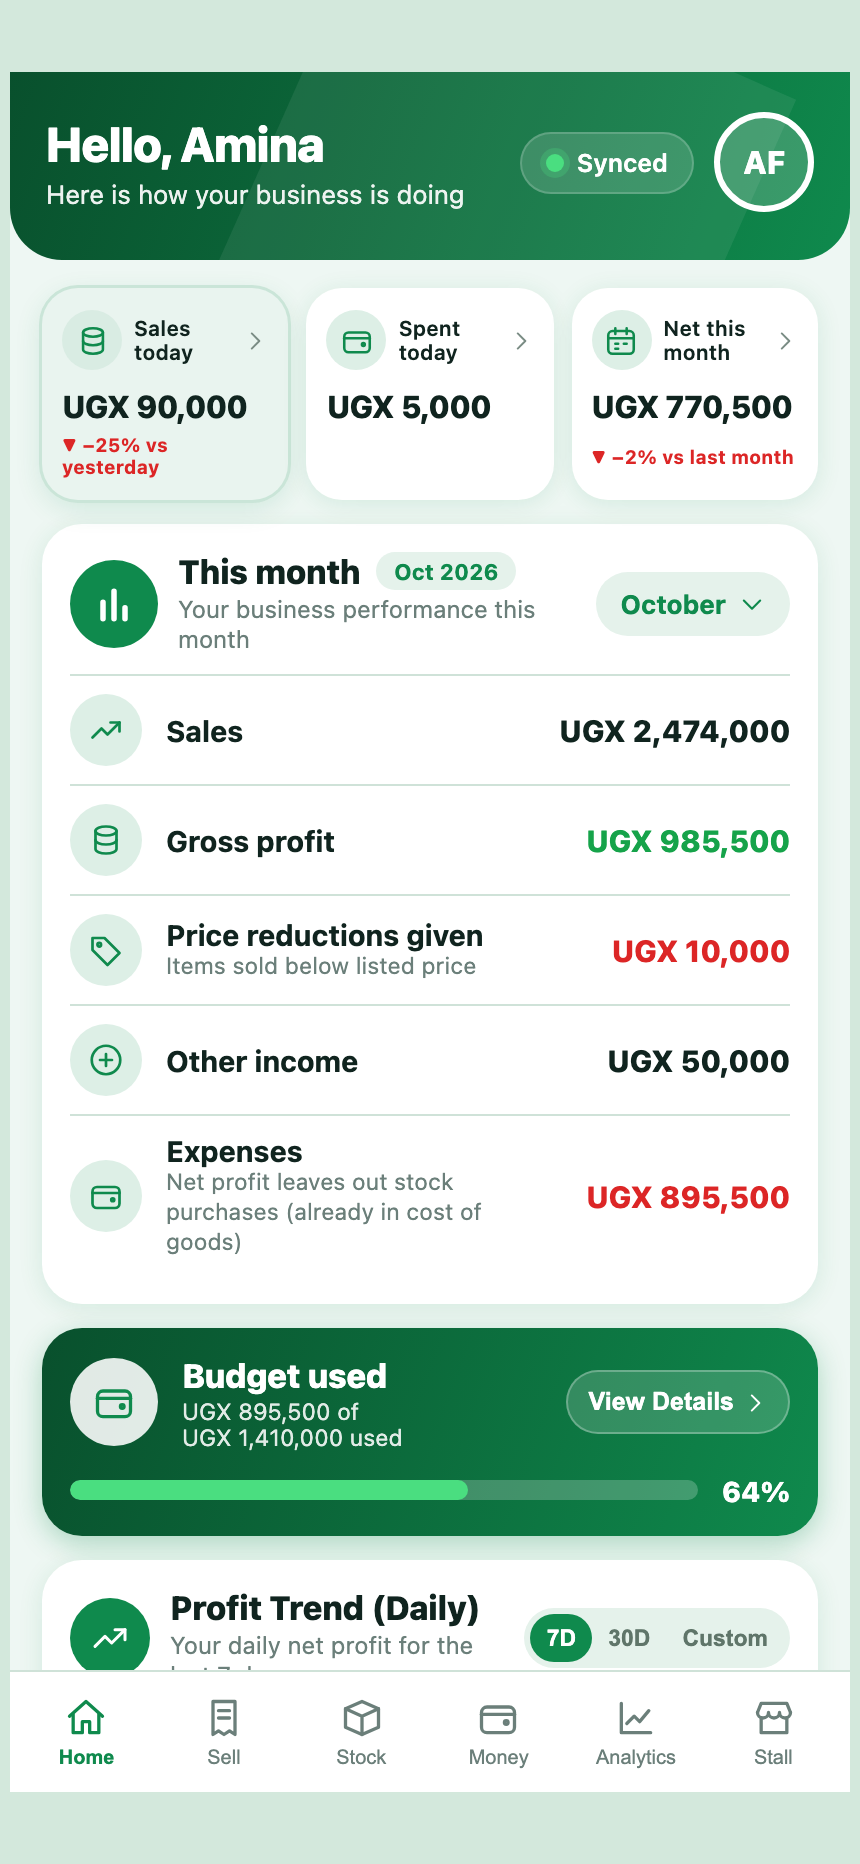 Hello, Amina
Here is how your business is doing
Synced
AF
Sales
today
UGX 90,000
▼ −25% vs
yesterday
Spent
today
UGX 5,000
Net this
month
UGX 770,500
▼ −2% vs last month
This month
Oct 2026
Your business performance this
month
October
Sales
UGX 2,474,000
Gross profit
UGX 985,500
Price reductions given
Items sold below listed price
UGX 10,000
Other income
UGX 50,000
Expenses
Net profit leaves out stock
purchases (already in cost of
goods)
UGX 895,500
Budget used
UGX 895,500 of
UGX 1,410,000 used
View Details
64%
Profit Trend (Daily)
Your daily net profit for the
7D
30D
Custom
Home
Sell
Stock
Money
Analytics
Stall